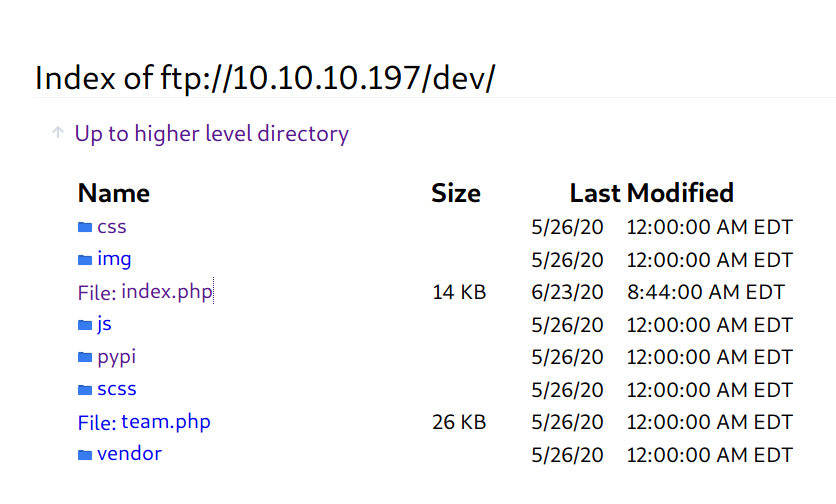 Index of ftp://10.10.10.197/dev/
Up to higher level directory
Name Size Last Modified
css 5/26/20 12:00:00 AM EDT
img 5/26/20 12:00:00 AM EDT
File: index.php 14 KB 6/23/20 8:44:00 AM EDT
js 5/26/20 12:00:00 AM EDT
pypi 5/26/20 12:00:00 AM EDT
scss 5/26/20 12:00:00 AM EDT
File: team.php 26 KB 5/26/20 12:00:00 AM EDT
vendor 5/26/20 12:00:00 AM EDT